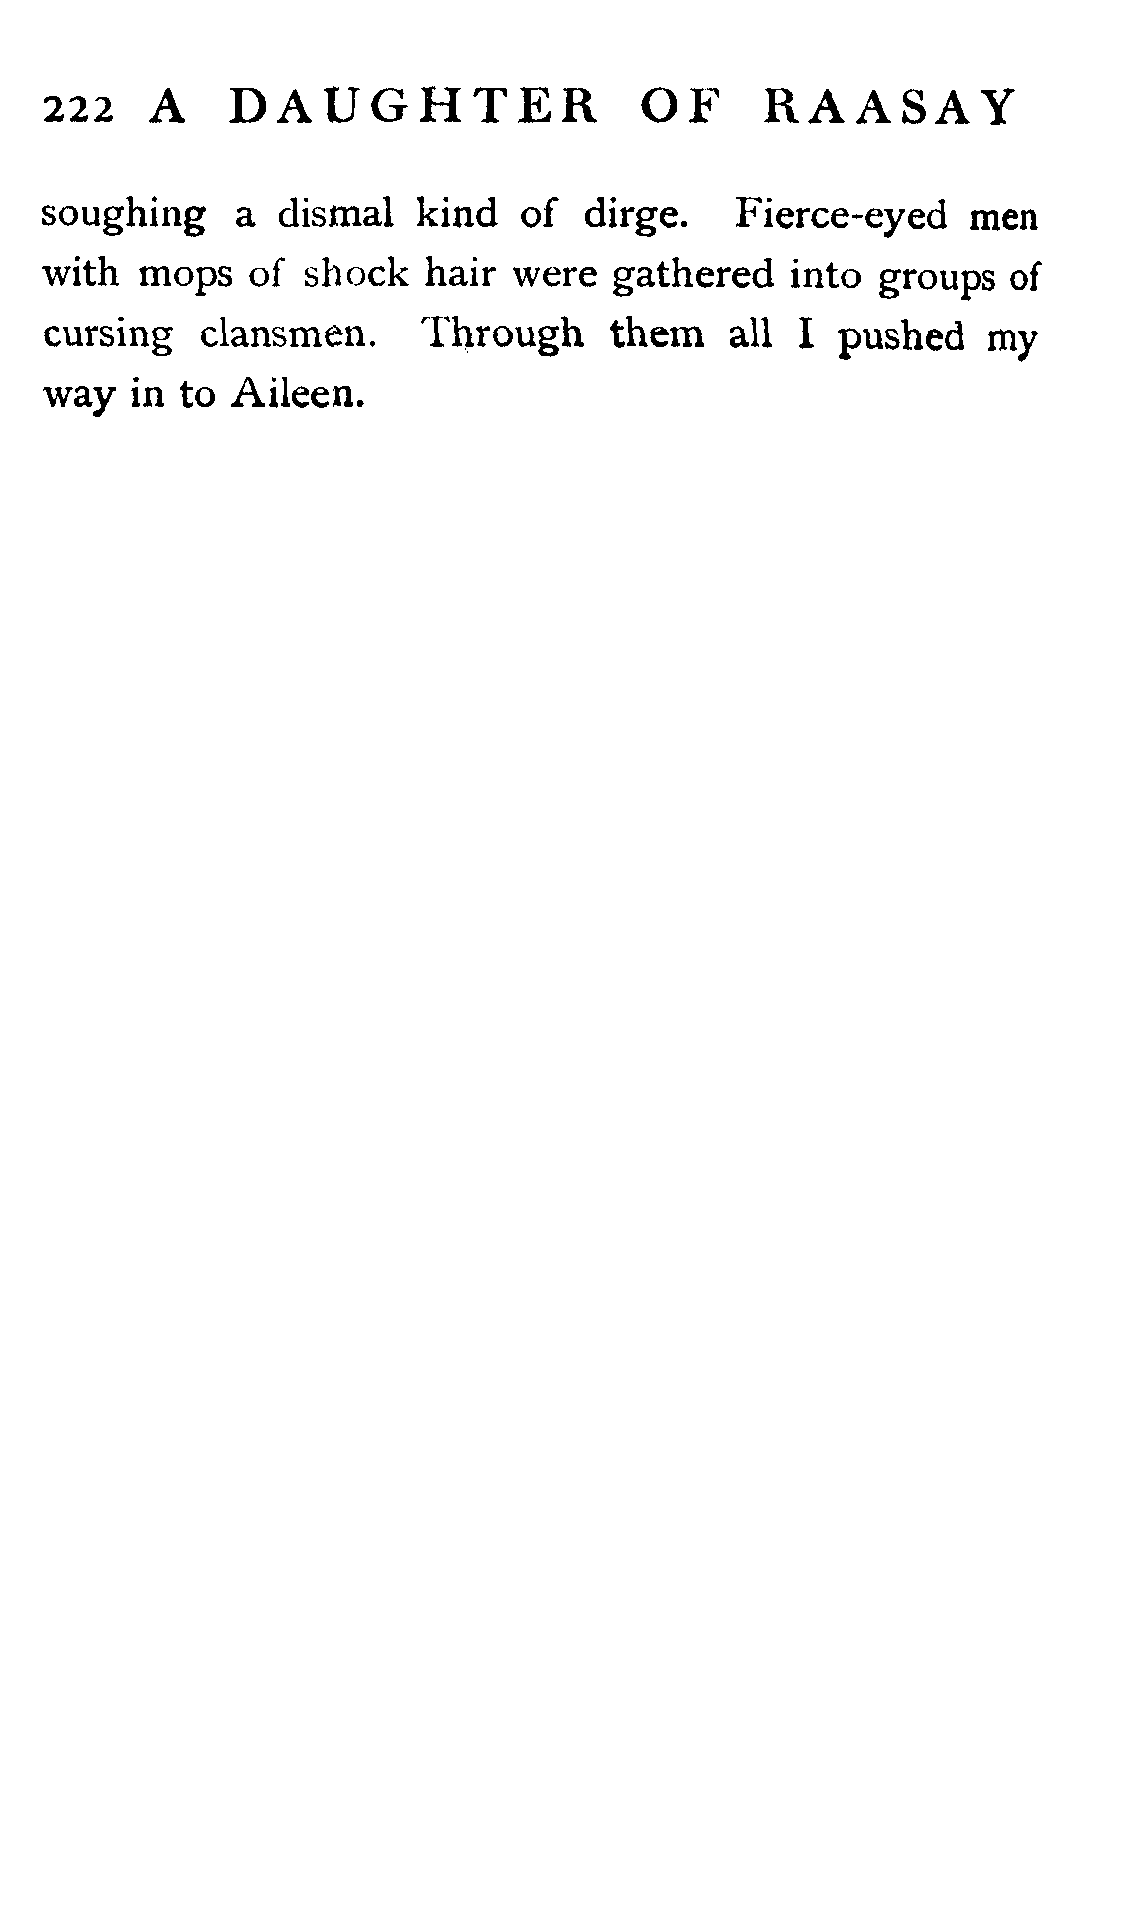 222 A DAUGHTER OF RAASAY
soughing a dismal kind of dirge. Fierce-eyed men
with mops of shock hair were gathered into groups of
cursing clansmen. Through them all I pushed my
way in to Aileen.